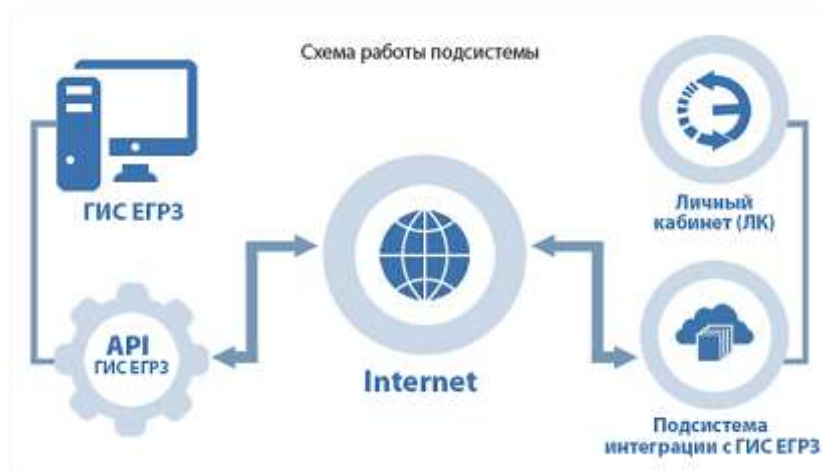 Схема работы подсистемы
ГИС ЕГРЗ
Личный
кабинет (ЛК)
API
ГИС ЕГРЗ
Internet
Подсистема
интеграции с ГИС ЕГРЗ